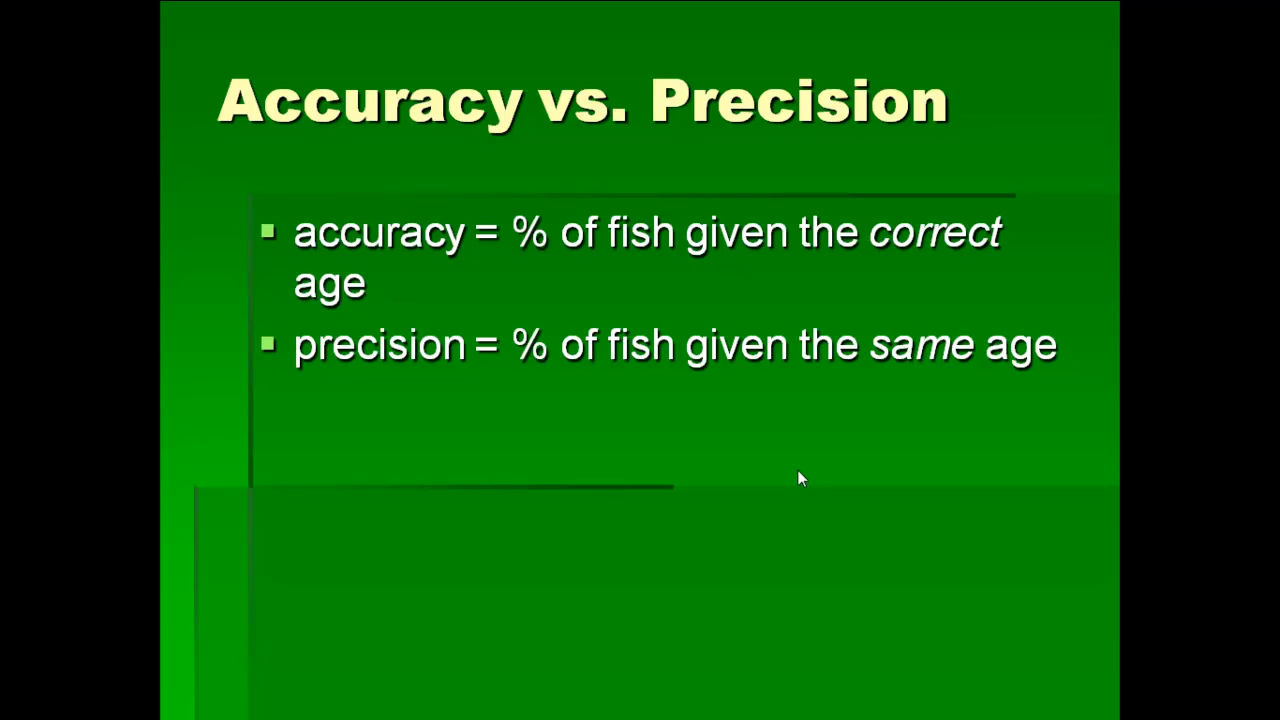 Accuracy vs. Precision
accuracy = % of fish given the correct
age
precision = % of fish given the same age